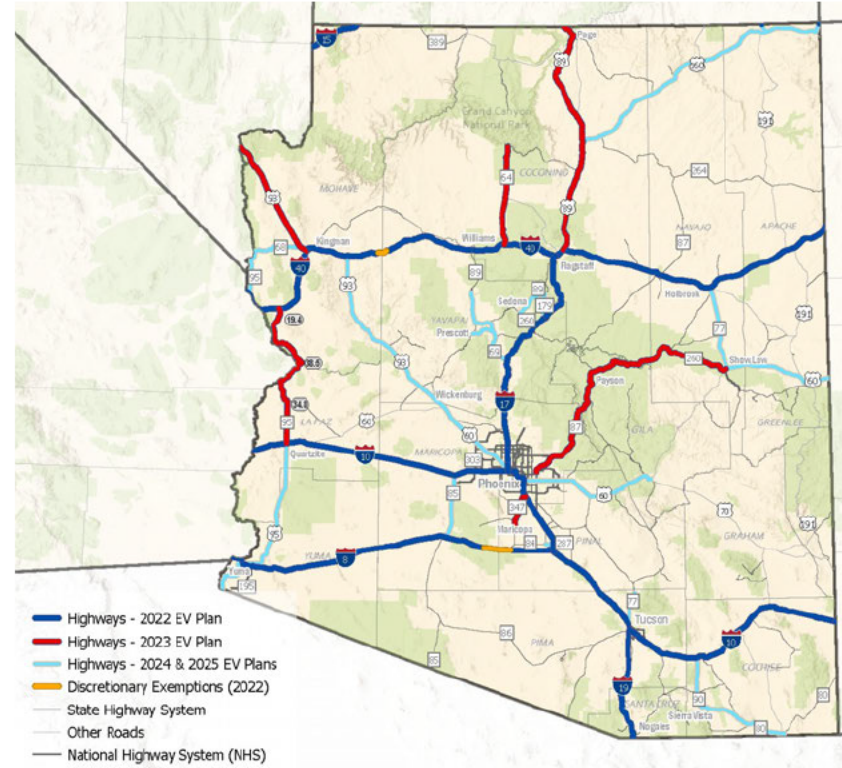 15
389
Page
89
160
191
Grand Canyon
National Park
64
COCONINO
264
93
MOHAVE
89
NAVAJO
APACHE
87
68
Kingman
Williams
40
40
Flagstaff
95
93
89
Holbrook
89
Sedona
179
260
191
19.4
YAVAPAI
Prescott
77
69
38.5
93
260
Show Low
Payson
60
Wickenburg
34.8
17
95
LA PAZ
60
60
87
GILA
GREENLEE
Quartzsite
10
MARICOPA
303
Phoenix
85
60
347
70
191
95
Maricopa
GRAHAM
YUMA
8
84
287
PINAL
Yuma
195
77
Tucson
86
PIMA
10
85
COCHISE
19
90
SANTA CRUZ
Sierra Vista
80
80
Nogales
Highways - 2022 EV Plan
Highways - 2023 EV Plan
Highways - 2024 & 2025 EV Plans
Discretionary Exemptions (2022)
State Highway System
Other Roads
National Highway System (NHS)